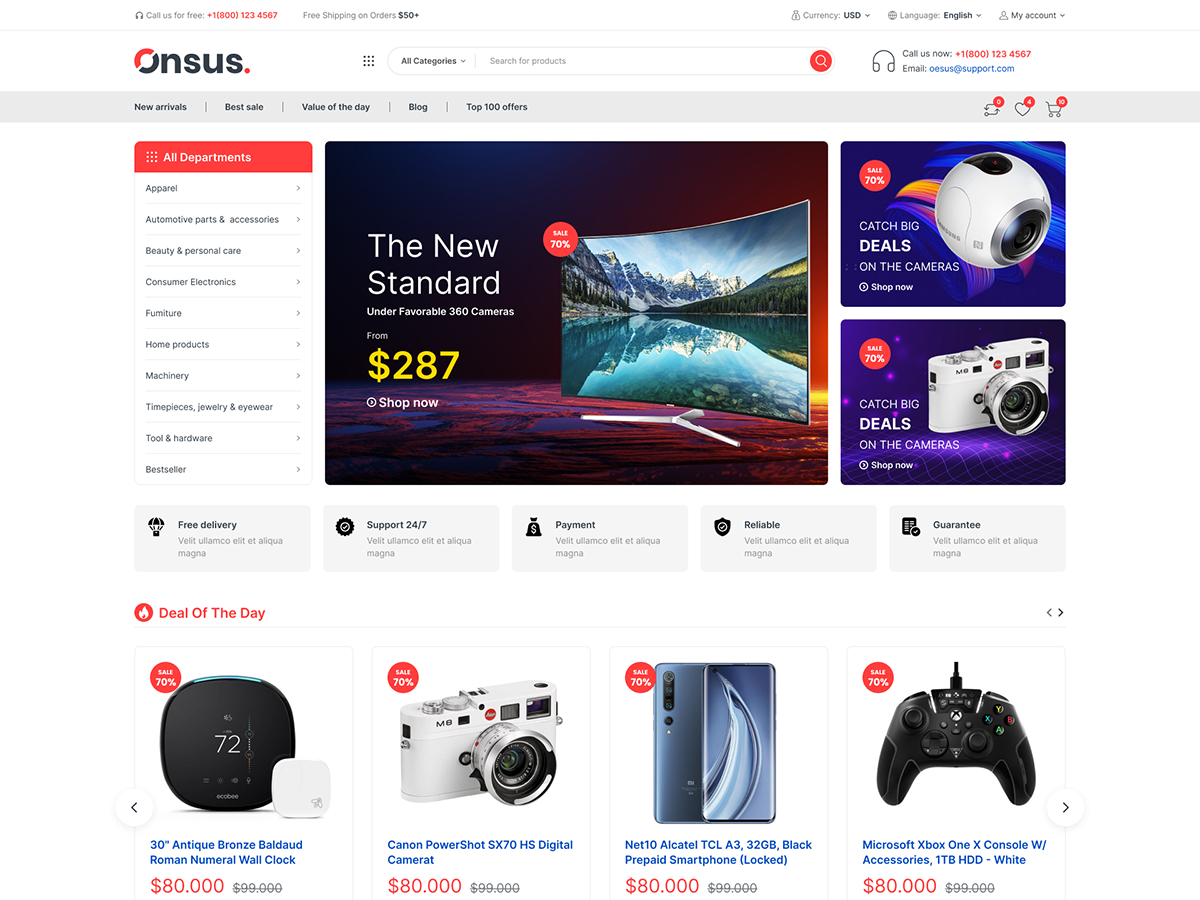 Call us for free: +1(800) 123 4567
Free Shipping on Orders $50+
Currency: USD
Language: English
My account
Onsus.
All Categories
Search for products
Call us now: +1(800) 123 4567
Email: oesus@support.com
New arrivals
Best sale
Value of the day
Blog
Top 100 offers
0
4
10
All Departments
Apparel
Automotive parts & accessories
Beauty & personal care
Consumer Electronics
Fumiture
Home products
Machinery
Timepieces, jewelry & eyewear
Tool & hardware
Bestseller
The New
Standard
Under Favorable 360 Cameras
From
$287
Shop now
SALE
70%
SALE
70%
CATCH BIG
DEALS
ON THE CAMERAS
Shop now
SAMSUNG
SALE
70%
CATCH BIG
DEALS
ON THE CAMERAS
Shop now
M8
Free delivery
Velit ullamco elit et aliqua
magna
Support 24/7
Velit ullamco elit et aliqua
magna
Payment
Velit ullamco elit et aliqua
magna
Reliable
Velit ullamco elit et aliqua
magna
Guarantee
Velit ullamco elit et aliqua
magna
Deal Of The Day
SALE
70%
72
ecobee
30" Antique Bronze Baldaud
Roman Numeral Wall Clock
$80.000 $99.000
SALE
70%
M8
Canon PowerShot SX70 HS Digital
Camerat
$80.000 $99.000
SALE
70%
mi
Net10 Alcatel TCL A3, 32GB, Black
Prepaid Smartphone (Locked)
$80.000 $99.000
SALE
70%
Y
X
B
A
Microsoft Xbox One X Console W/
Accessories, 1TB HDD - White
$80.000 $99.000